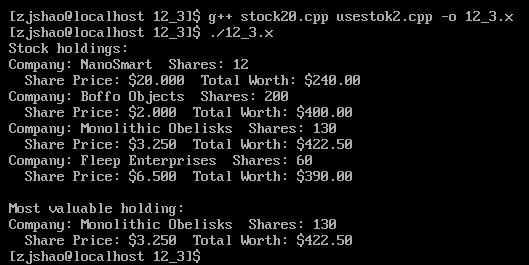 [zjshao@localhost 12_3]$ g++ stock20.cpp usestok2.cpp -o 12_3.x
[zjshao@localhost 12_3]$ ./12_3.x
Stock holdings:
Company: NanoSmart  Shares: 12
  Share Price: $20.000  Total Worth: $240.00
Company: Boffo Objects  Shares: 200
  Share Price: $2.000  Total Worth: $400.00
Company: Monolithic Obelisks  Shares: 130
  Share Price: $3.250  Total Worth: $422.50
Company: Fleep Enterprises  Shares: 60
  Share Price: $6.500  Total Worth: $390.00

Most valuable holding:
Company: Monolithic Obelisks  Shares: 130
  Share Price: $3.250  Total Worth: $422.50
[zjshao@localhost 12_3]$